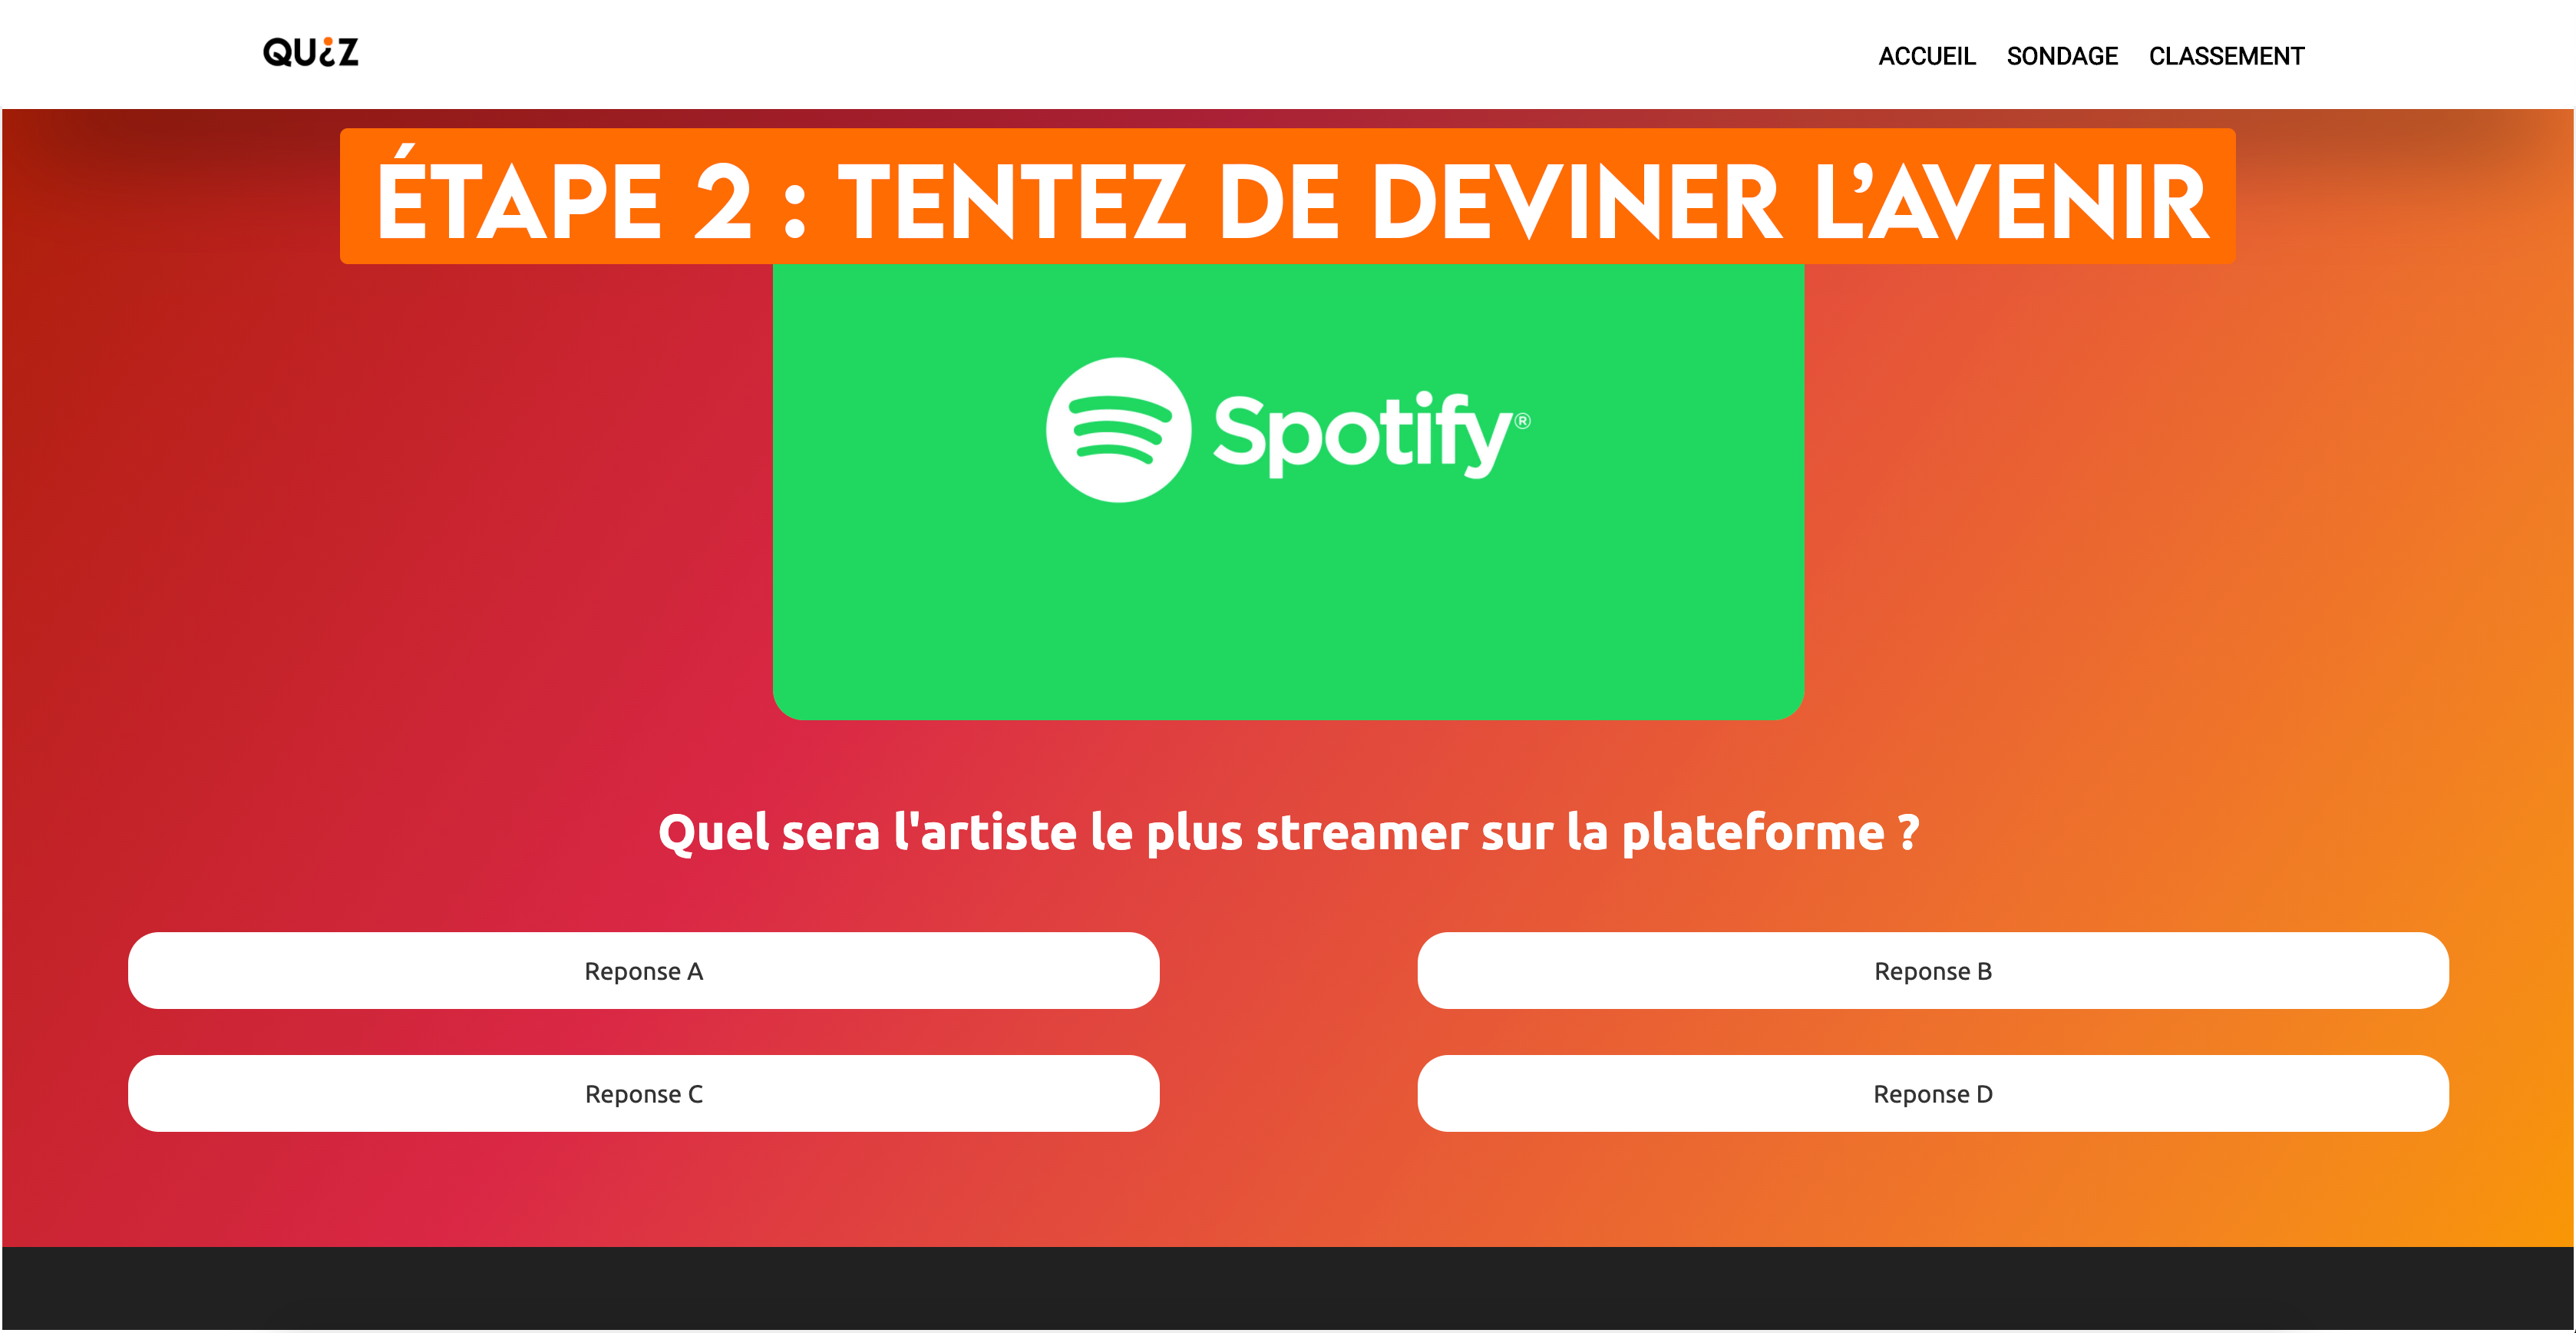 QU¿Z
ACCUEIL SONDAGE CLASSEMENT
ÉTAPE 2 : TENTEZ DE DEVINER L’AVENIR
Spotify®
Quel sera l'artiste le plus streamer sur la plateforme ?
Reponse A
Reponse B
Reponse C
Reponse D